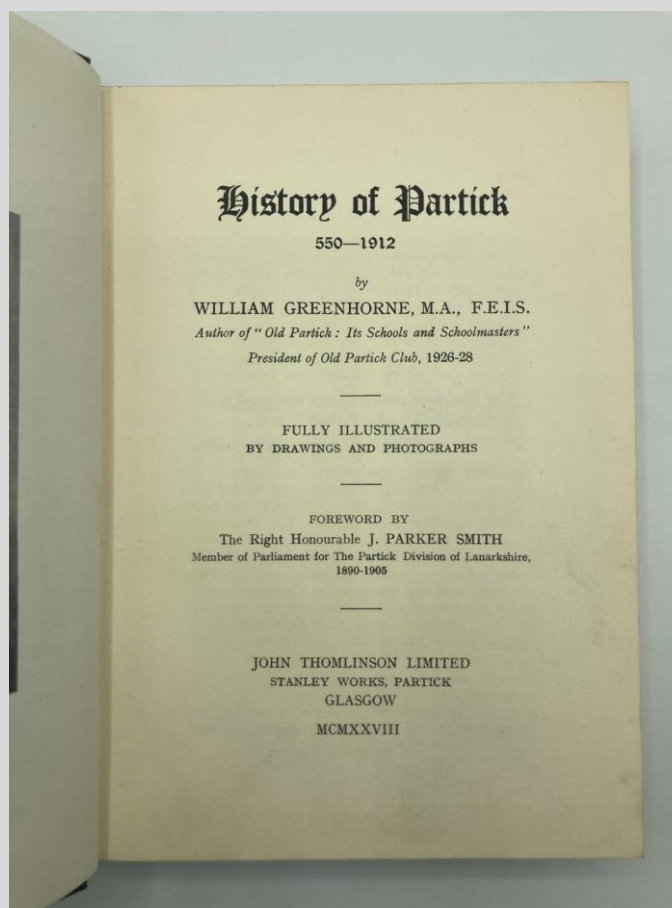 History of Partick
550—1912
by
WILLIAM GREENHORNE, M.A., F.E.I.S.
Author of "Old Partick: Its Schools and Schoolmasters"
President of Old Partick Club, 1926-28
FULLY ILLUSTRATED
BY DRAWINGS AND PHOTOGRAPHS
FOREWORD BY
The Right Honourable J. PARKER SMITH
Member of Parliament for The Partick Division of Lanarkshire,
1890-1905
JOHN THOMLINSON LIMITED
STANLEY WORKS, PARTICK
GLASGOW
MCMXXVIII